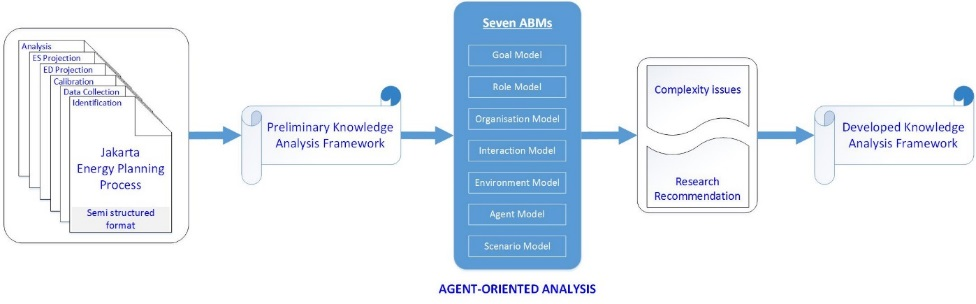 Analysis
ES Projection
ED Projection
Calibration
Data Collection
Identification
Jakarta
Energy Planning
Process
Semi structured
format
Preliminary Knowledge
Analysis Framework
Seven ABMs
Goal Model
Role Model
Organisation Model
Interaction Model
Environment Model
Agent Model
Scenario Model
AGENT-ORIENTED ANALYSIS
Complexity issues
Research
Recommendation
Developed Knowledge
Analysis Framework